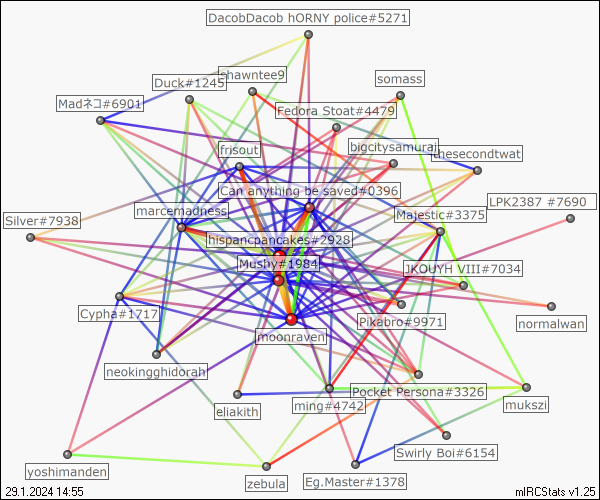 DacobDacob hORNY police#5271
shawntee9
Duck#1245
somass
Madネコ#6901
Fedora Stoat#4479
frisout
bigcitysamurai
thesecondtwat
Can anything be saved#0396
LPK2387 #7690
marcemadness
Majestic#3375
Silver#7938
hispancpancakes#2928
Mushy#1984
JKOUYH VIII#7034
Cypha#1717
Pikabro#9971
normalwan
moonraven
neokingghidorah
Pocket Persona#3326
eliakith
ming#4742
mukszi
Swirly Boi#6154
yoshimanden
zebula
Eg.Master#1378
29.1.2024 14:55
mIRCStats v1.25